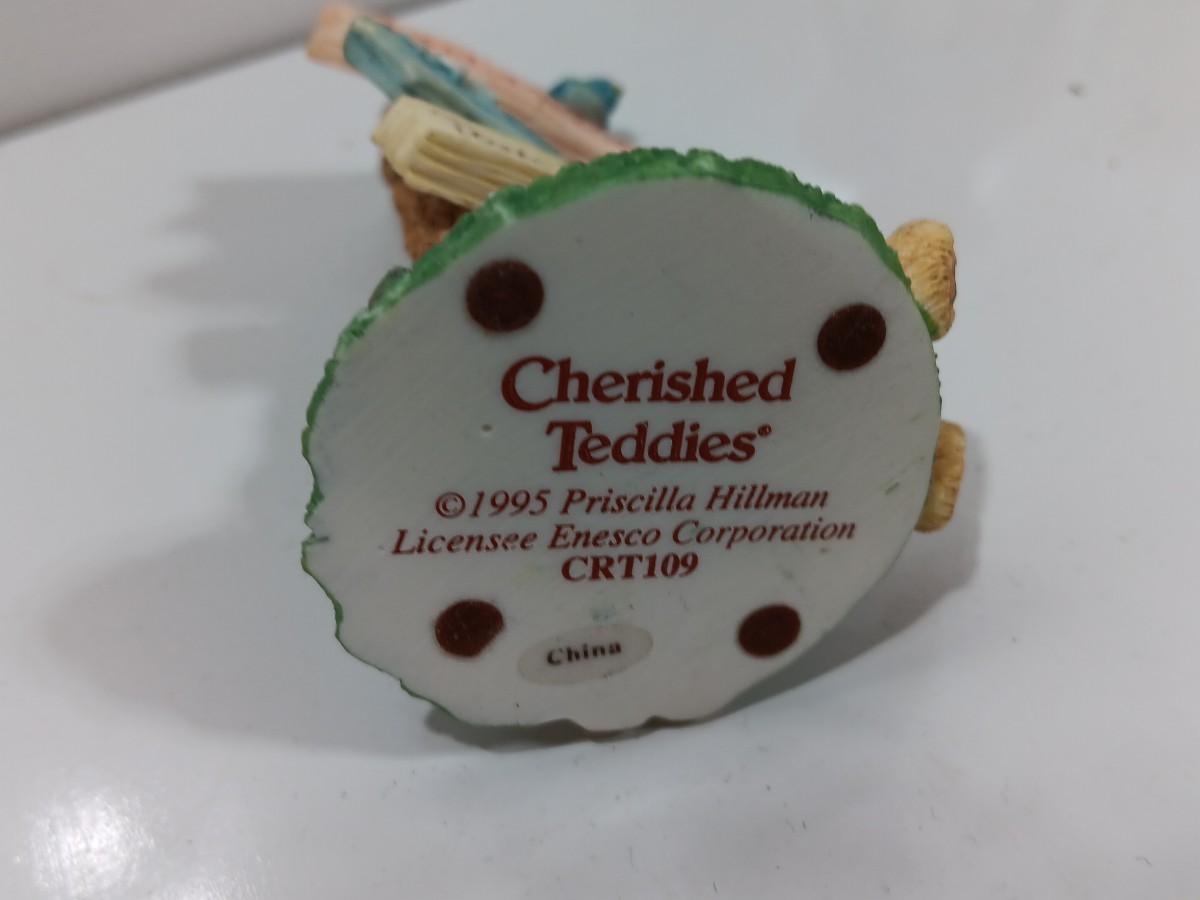 Cherished
Teddies®
©1995 Priscilla Hillman
Licensee Enesco Corporation
CRT109
China